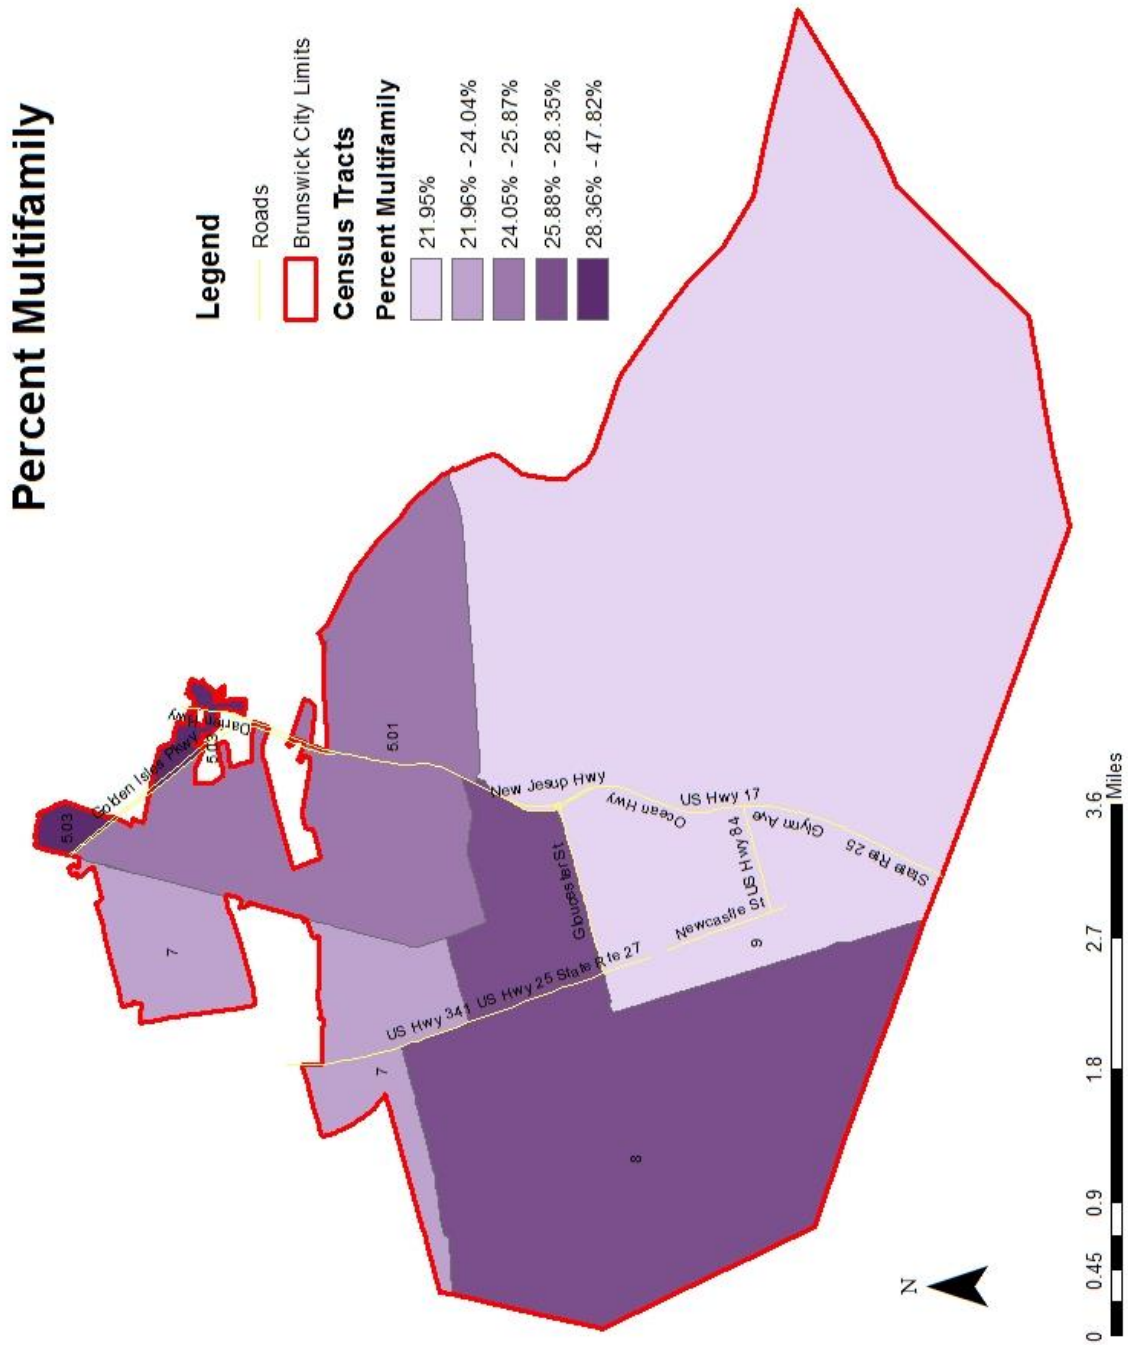 Percent Multifamily
Legend
Roads
Brunswick City Limits
Census Tracts
Percent Multifamily
21.95%
21.96% - 24.04%
24.05% - 25.87%
25.88% - 28.35%
28.36% - 47.82%
5.03
Golden Isles Pkwy
Darien Hwy
5.03
7
5.01
7
US Hwy 341 US Hwy 25 State Rte 27
New Jesup Hwy
Gloucester St
Ocean Hwy
US Hwy 17
US Hwy 84
Glynn Ave
State Rte 25
Newcastle St
9
8
N
0 0.45 0.9 1.8 2.7 3.6
Miles